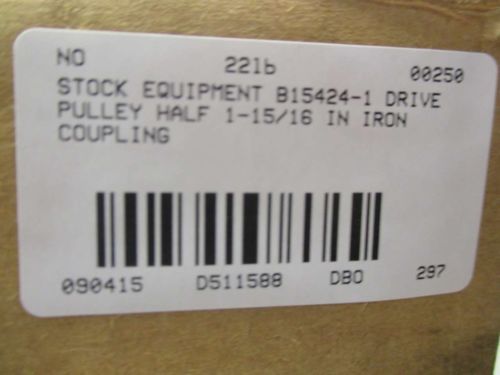 NO 221b 00250
STOCK EQUIPMENT B15424-1 DRIVE
PULLEY HALF 1-15/16 IN IRON
COUPLING
090415 D511588 DBO 297